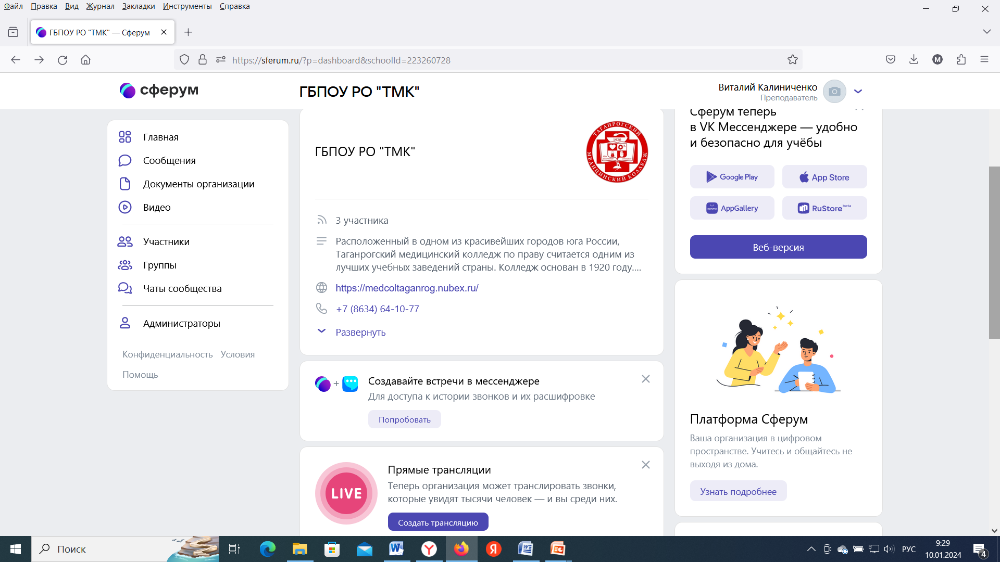 Файл Правка Вид Журнал Закладки Инструменты Справка
ГБПОУ РО "ТМК" — Сферум
https://sferum.ru/?p=dashboard&schoolId=223260728
M
сферум
ГБПОУ РО "ТМК"
Виталий Калиниченко
Преподаватель
Главная
Сообщения
Документы организации
Видео
Участники
Группы
Чаты сообщества
Администраторы
Конфиденциальность Условия
Помощь
ГБПОУ РО "ТМК"
ТАГАНРОГСКИЙ
1920
МЕДИЦИНСКИЙ КОЛЛЕДЖ
3 участника
Расположенный в одном из красивейших городов юга России,
Таганрогский медицинский колледж по праву считается одним из
лучших учебных заведений страны. Колледж основан в 1920 году....
https://medcoltaganrog.nubex.ru/
+7 (8634) 64-10-77
Развернуть
+
Создавайте встречи в мессенджере
Для доступа к истории звонков и их расшифровке
Попробовать
LIVE
Прямые трансляции
Теперь организация может транслировать звонки,
которые увидят тысячи человек — и вы среди них.
Создать трансляцию
Сферум теперь
в VK Мессенджере — удобно
и безопасно для учёбы
Google Play
App Store
HUAWEI
AppGallery
RuStore beta
Веб-версия
Платформа Сферум
Ваша организация в цифровом
пространстве. Учитесь и общайтесь не
выходя из дома.
Узнать подробнее
Поиск
РУС
9:29
10.01.2024
4